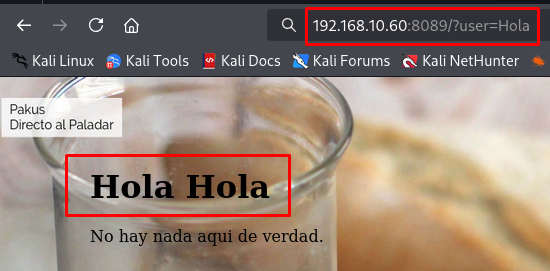 192.168.10.60:8089/?user=Hola
Kali Linux Kali Tools Kali Docs Kali Forums Kali NetHunter
Pakus
Directo al Paladar
Hola Hola
No hay nada aqui de verdad.